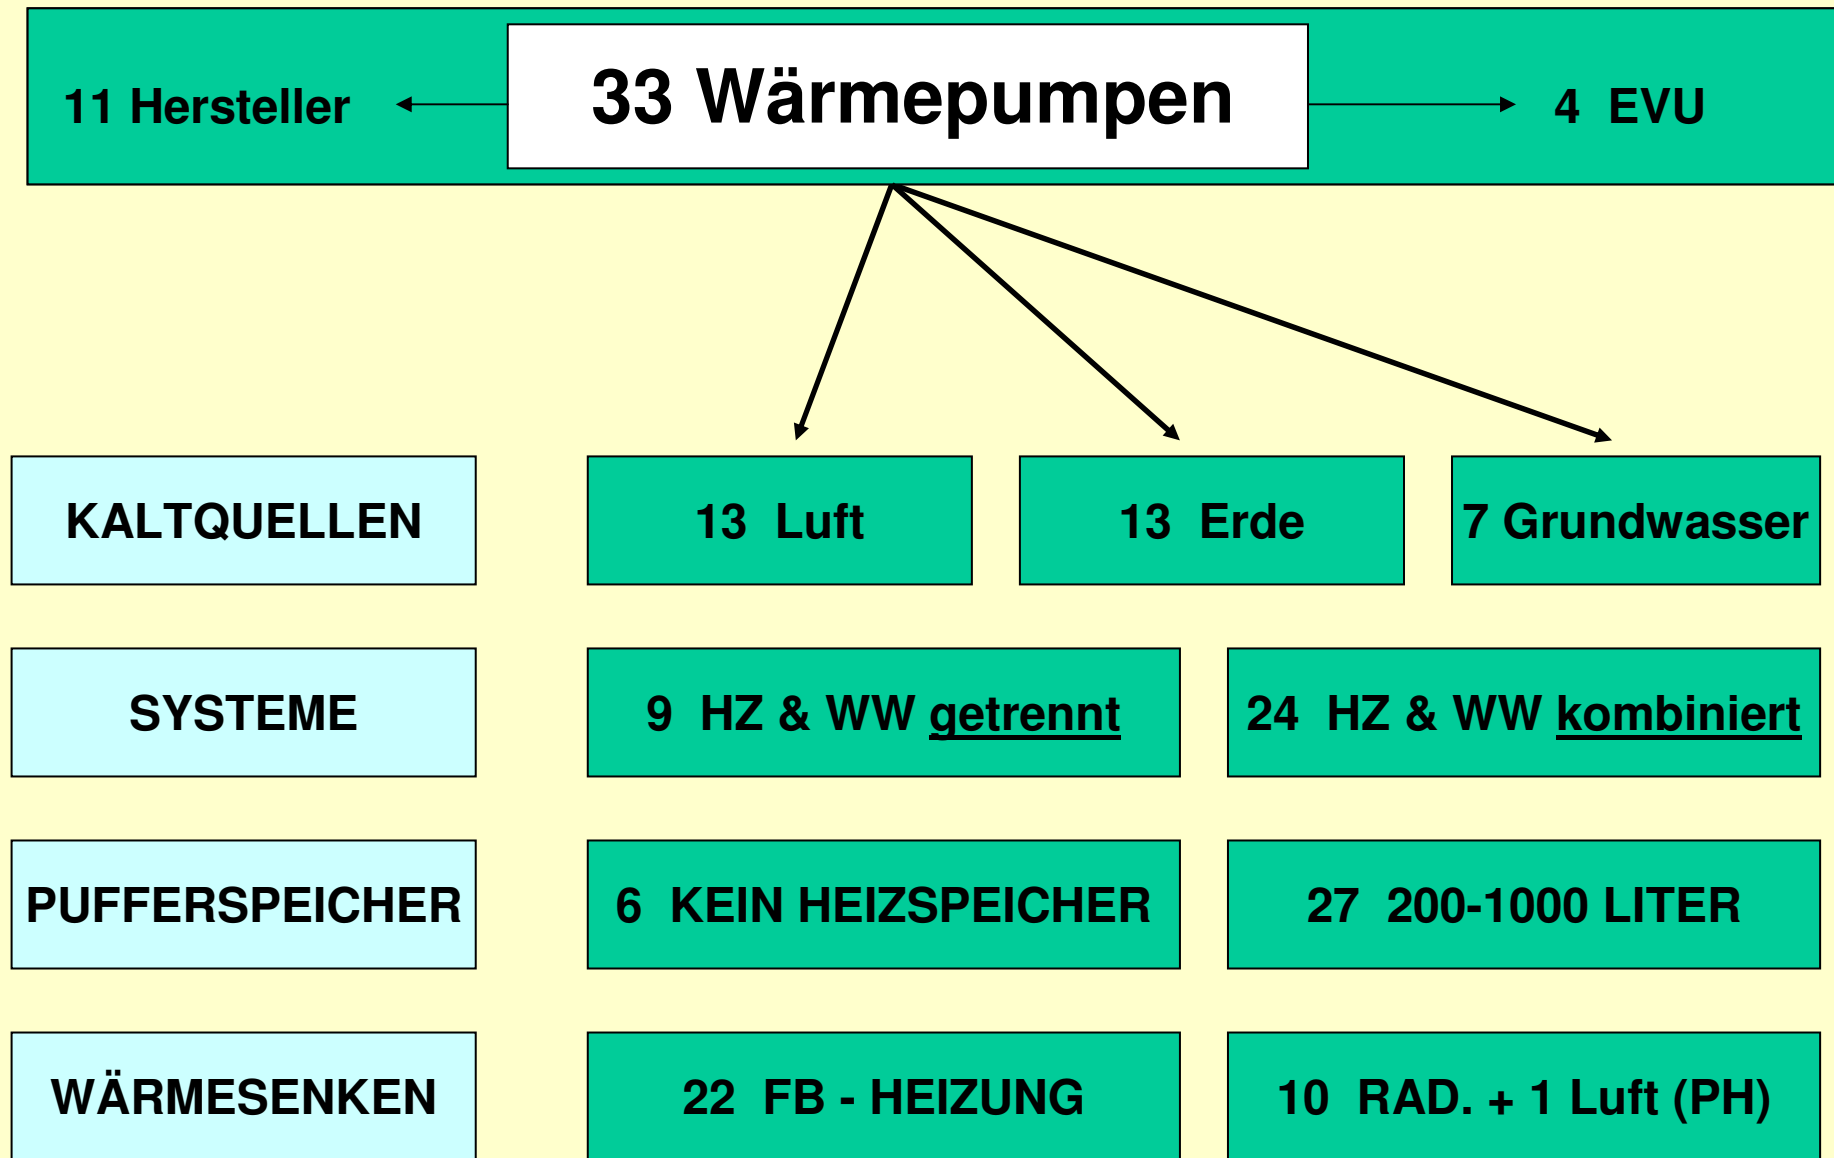 11 Hersteller
33 Wärmepumpen
4 EVU
KALTQUELLEN
13 Luft
13 Erde
7 Grundwasser
SYSTEME
9 HZ & WW getrennt
24 HZ & WW kombiniert
PUFFERSPEICHER
6 KEIN HEIZSPEICHER
27 200-1000 LITER
WÄRMESENKEN
22 FB - HEIZUNG
10 RAD. + 1 Luft (PH)